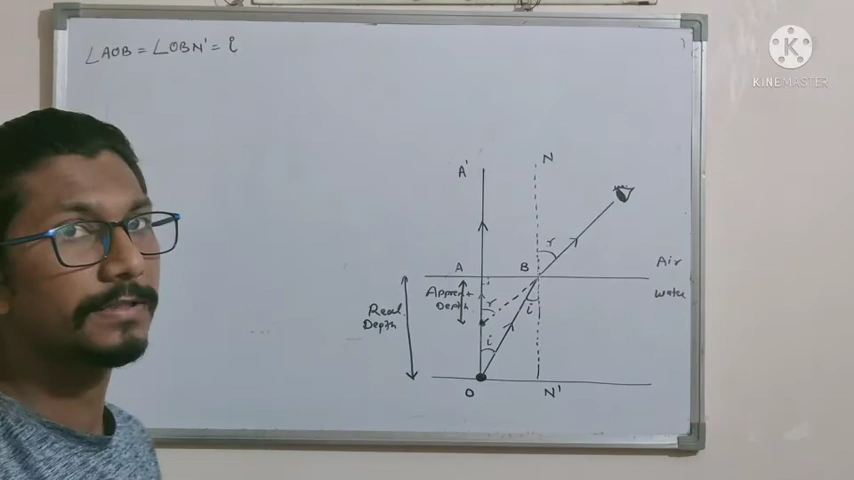 ∠AOB = ∠OBN' = i
K
KINEMASTER
A'
N
r
A
B
Air
Water
Apparent
Depth
r
i
Real
Depth
i
O
N'